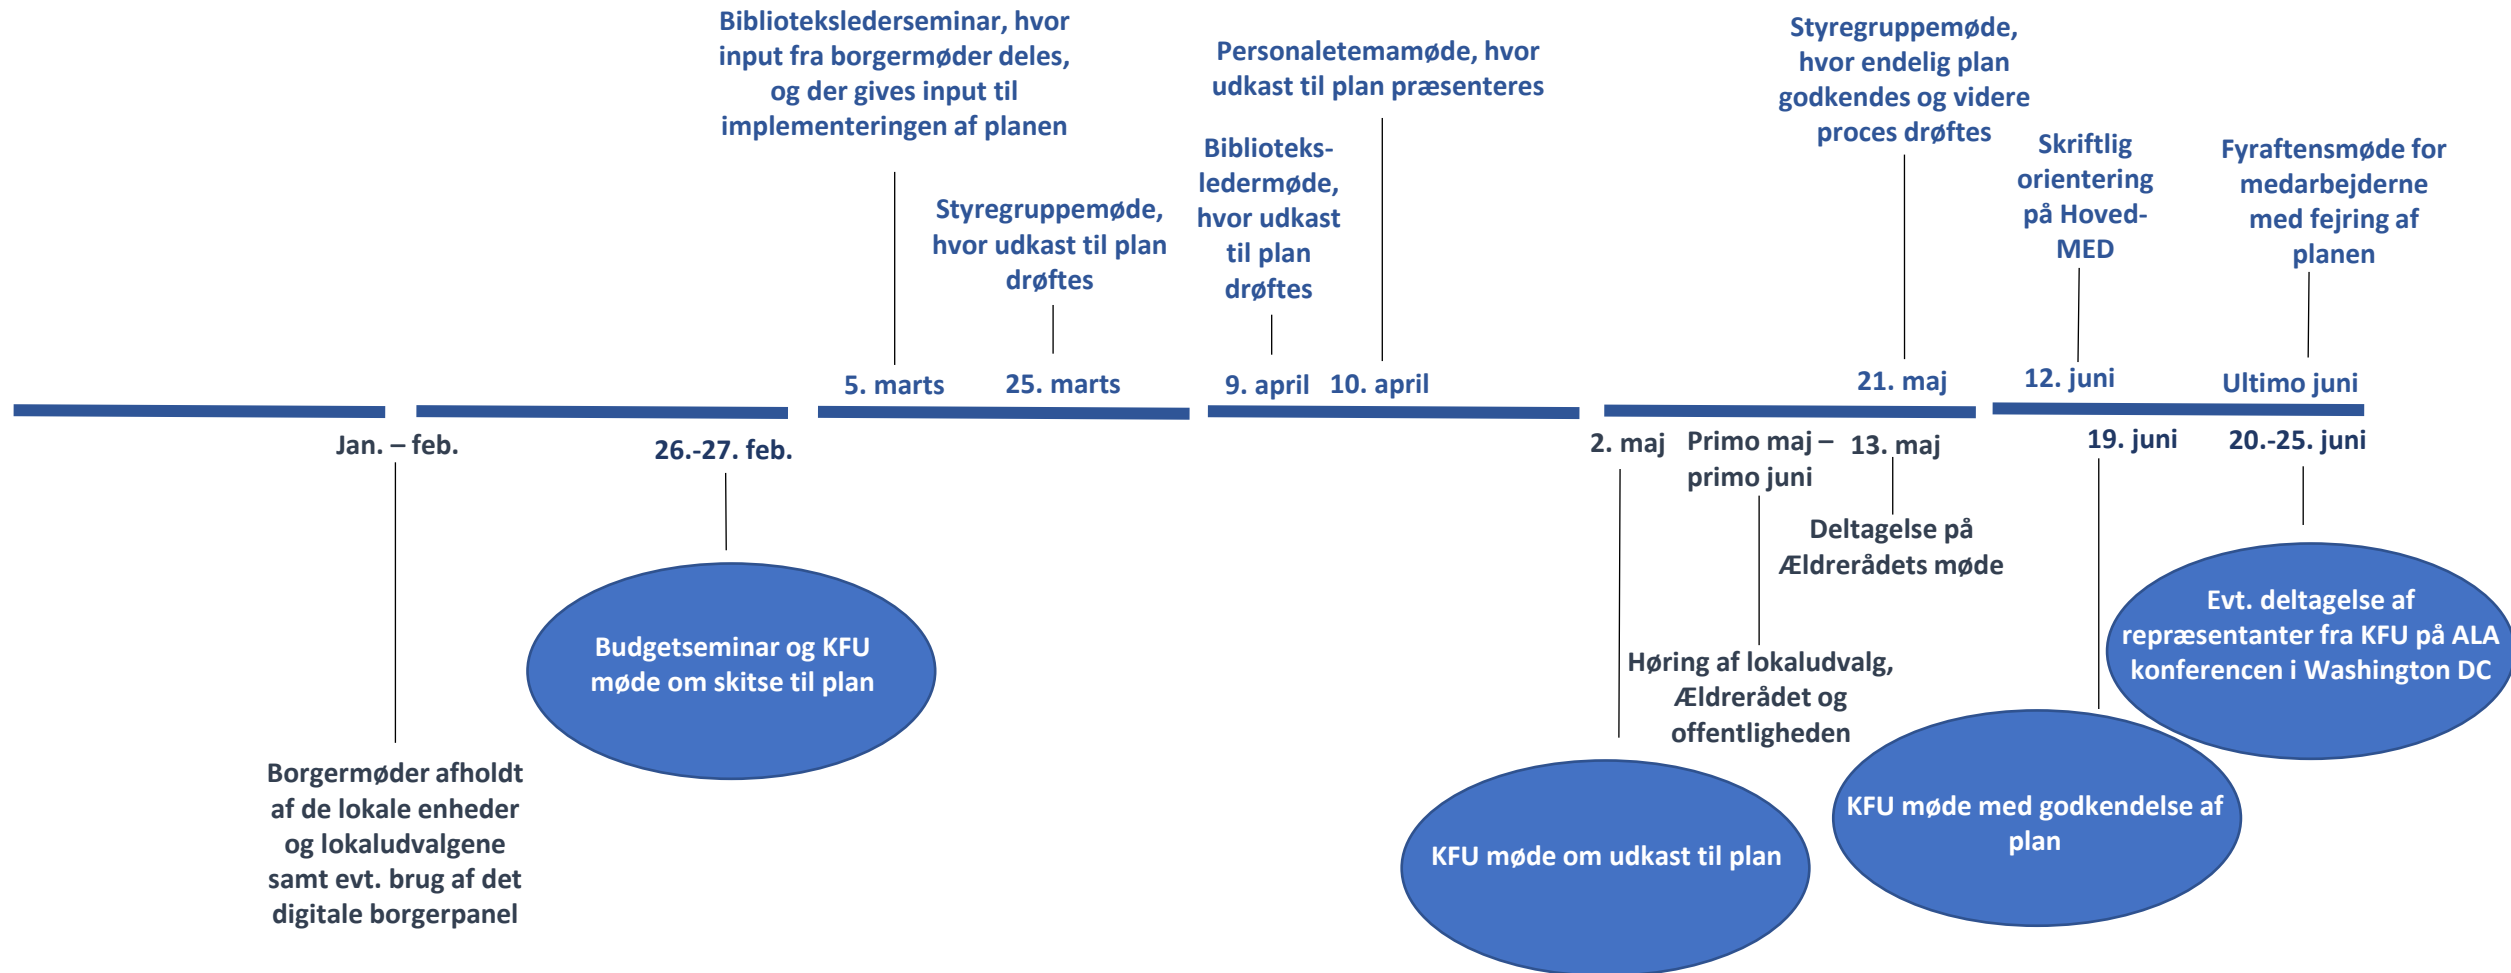 Bibliotekslederseminar, hvor
input fra borgermøder deles,
og der gives input til
implementeringen af planen
5. marts
Styregruppemøde,
hvor udkast til plan
drøftes
25. marts
Biblioteks-
ledermøde,
hvor udkast
til plan
drøftes
9. april
Personaletemamøde, hvor
udkast til plan præsenteres
10. april
Styregruppemøde,
hvor endelig plan
godkendes og videre
proces drøftes
21. maj
Skriftlig
orientering
på Hoved-
MED
12. juni
Fyraftensmøde for
medarbejderne
med fejring af
planen
Ultimo juni
Jan. – feb.
Borgermøder afholdt
af de lokale enheder
og lokaludvalgene
samt evt. brug af det
digitale borgerpanel
26.-27. feb.
Budgetseminar og KFU
møde om skitse til plan
2. maj
KFU møde om udkast til plan
Primo maj –
primo juni
Høring af lokaludvalg,
Ældrerådet og
offentligheden
13. maj
Deltagelse på
Ældrerådets møde
19. juni
KFU møde med godkendelse af
plan
20.-25. juni
Evt. deltagelse af
repræsentanter fra KFU på ALA
konferencen i Washington DC